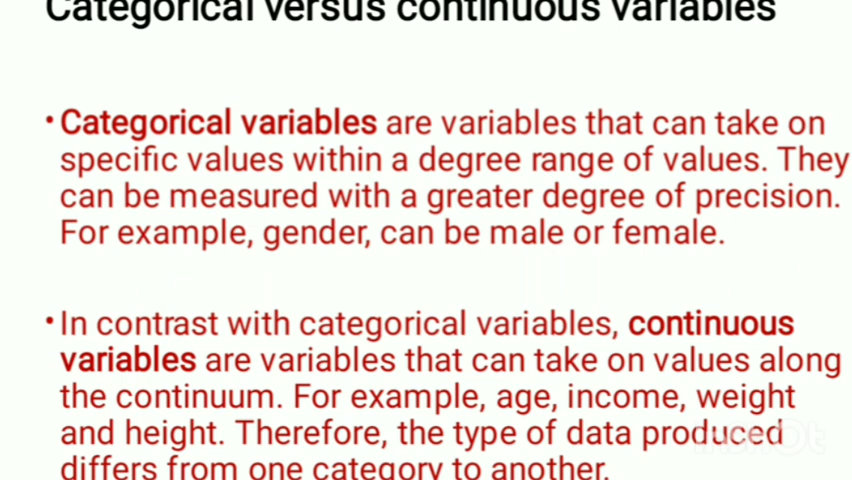 Categorical versus continuous variables
• Categorical variables are variables that can take on
specific values within a degree range of values. They
can be measured with a greater degree of precision.
For example, gender, can be male or female.
• In contrast with categorical variables, continuous
variables are variables that can take on values along
the continuum. For example, age, income, weight
and height. Therefore, the type of data produced
differs from one category to another.